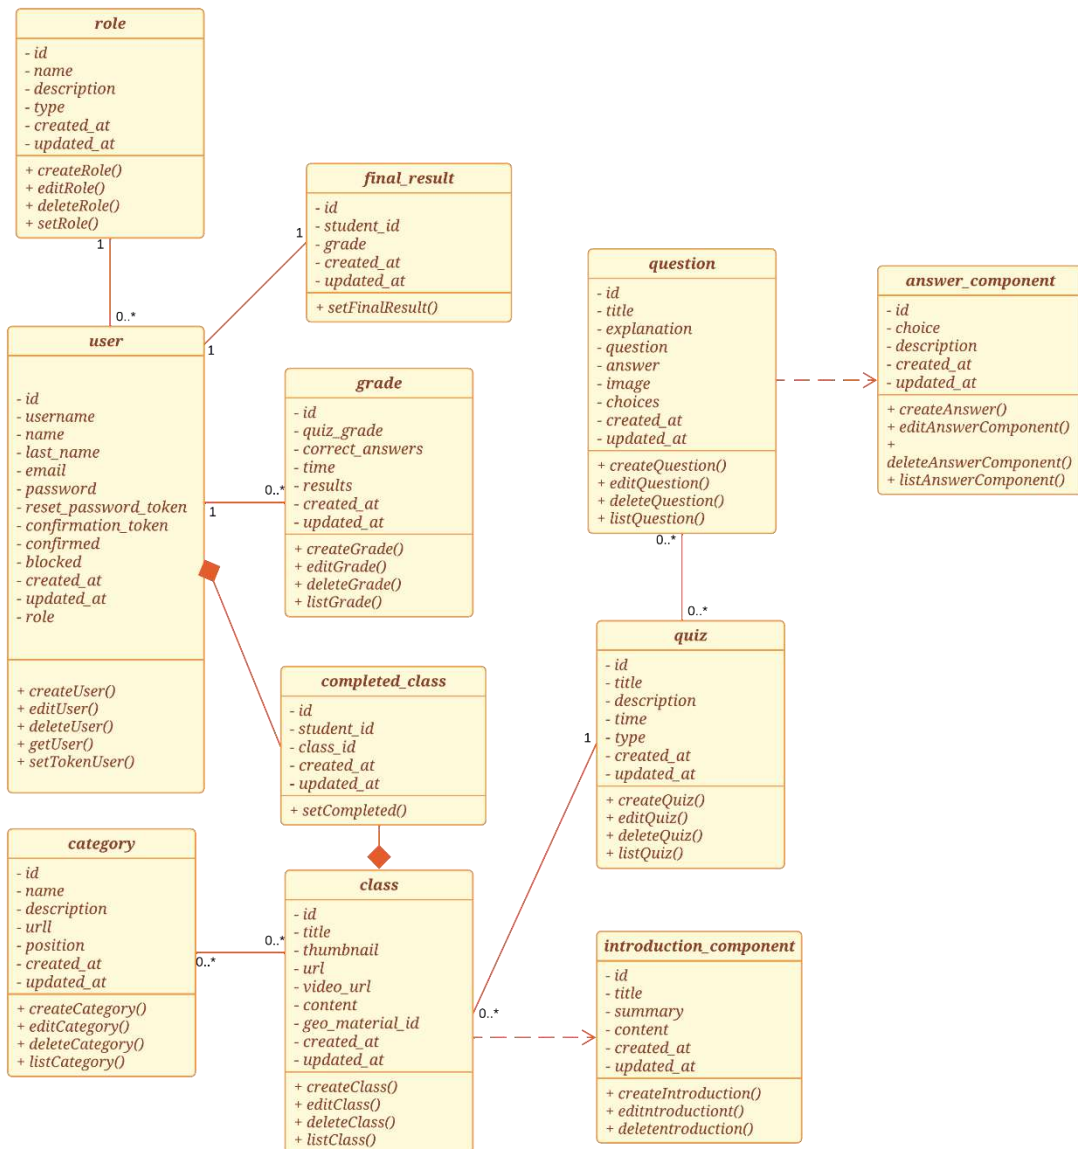 role
- id
- name
- description
- type
- created_at
- updated_at
+ createRole()
+ editRole()
+ deleteRole()
+ setRole()
1
0..*
final_result
- id
- student_id
- grade
- created_at
- updated_at
+ setFinalResult()
1
1
user
- id
- username
- name
- last_name
- email
- password
- reset_password_token
- confirmation_token
- confirmed
- blocked
- created_at
- updated_at
- role
+ createUser()
+ editUser()
+ deleteUser()
+ getUser()
+ setTokenUser()
grade
- id
- quiz_grade
- correct_answers
- time
- results
- created_at
- updated_at
+ createGrade()
+ editGrade()
+ deleteGrade()
+ listGrade()
0..*
1
question
- id
- title
- explanation
- question
- answer
- image
- choices
- created_at
- updated_at
+ createQuestion()
+ editQuestion()
+ deleteQuestion()
+ listQuestion()
0..*
0..*
answer_component
- id
- choice
- description
- created_at
- updated_at
+ createAnswer()
+ editAnswerComponent()
+
deleteAnswerComponent()
+ listAnswerComponent()
quiz
- id
- title
- description
- time
- type
- created_at
- updated_at
+ createQuiz()
+ editQuiz()
+ deleteQuiz()
+ listQuiz()
1
0..*
completed_class
- id
- student_id
- class_id
- created_at
- updated_at
+ setCompleted()
category
- id
- name
- description
- urll
- position
- created_at
- updated_at
+ createCategory()
+ editCategory()
+ deleteCategory()
+ listCategory()
0..*
0..*
class
- id
- title
- thumbnail
- url
- video_url
- content
- geo_material_id
- created_at
- updated_at
+ createClass()
+ editClass()
+ deleteClass()
+ listClass()
introduction_component
- id
- title
- summary
- content
- created_at
- updated_at
+ createIntroduction()
+ editntroductiont()
+ deletentroduction()